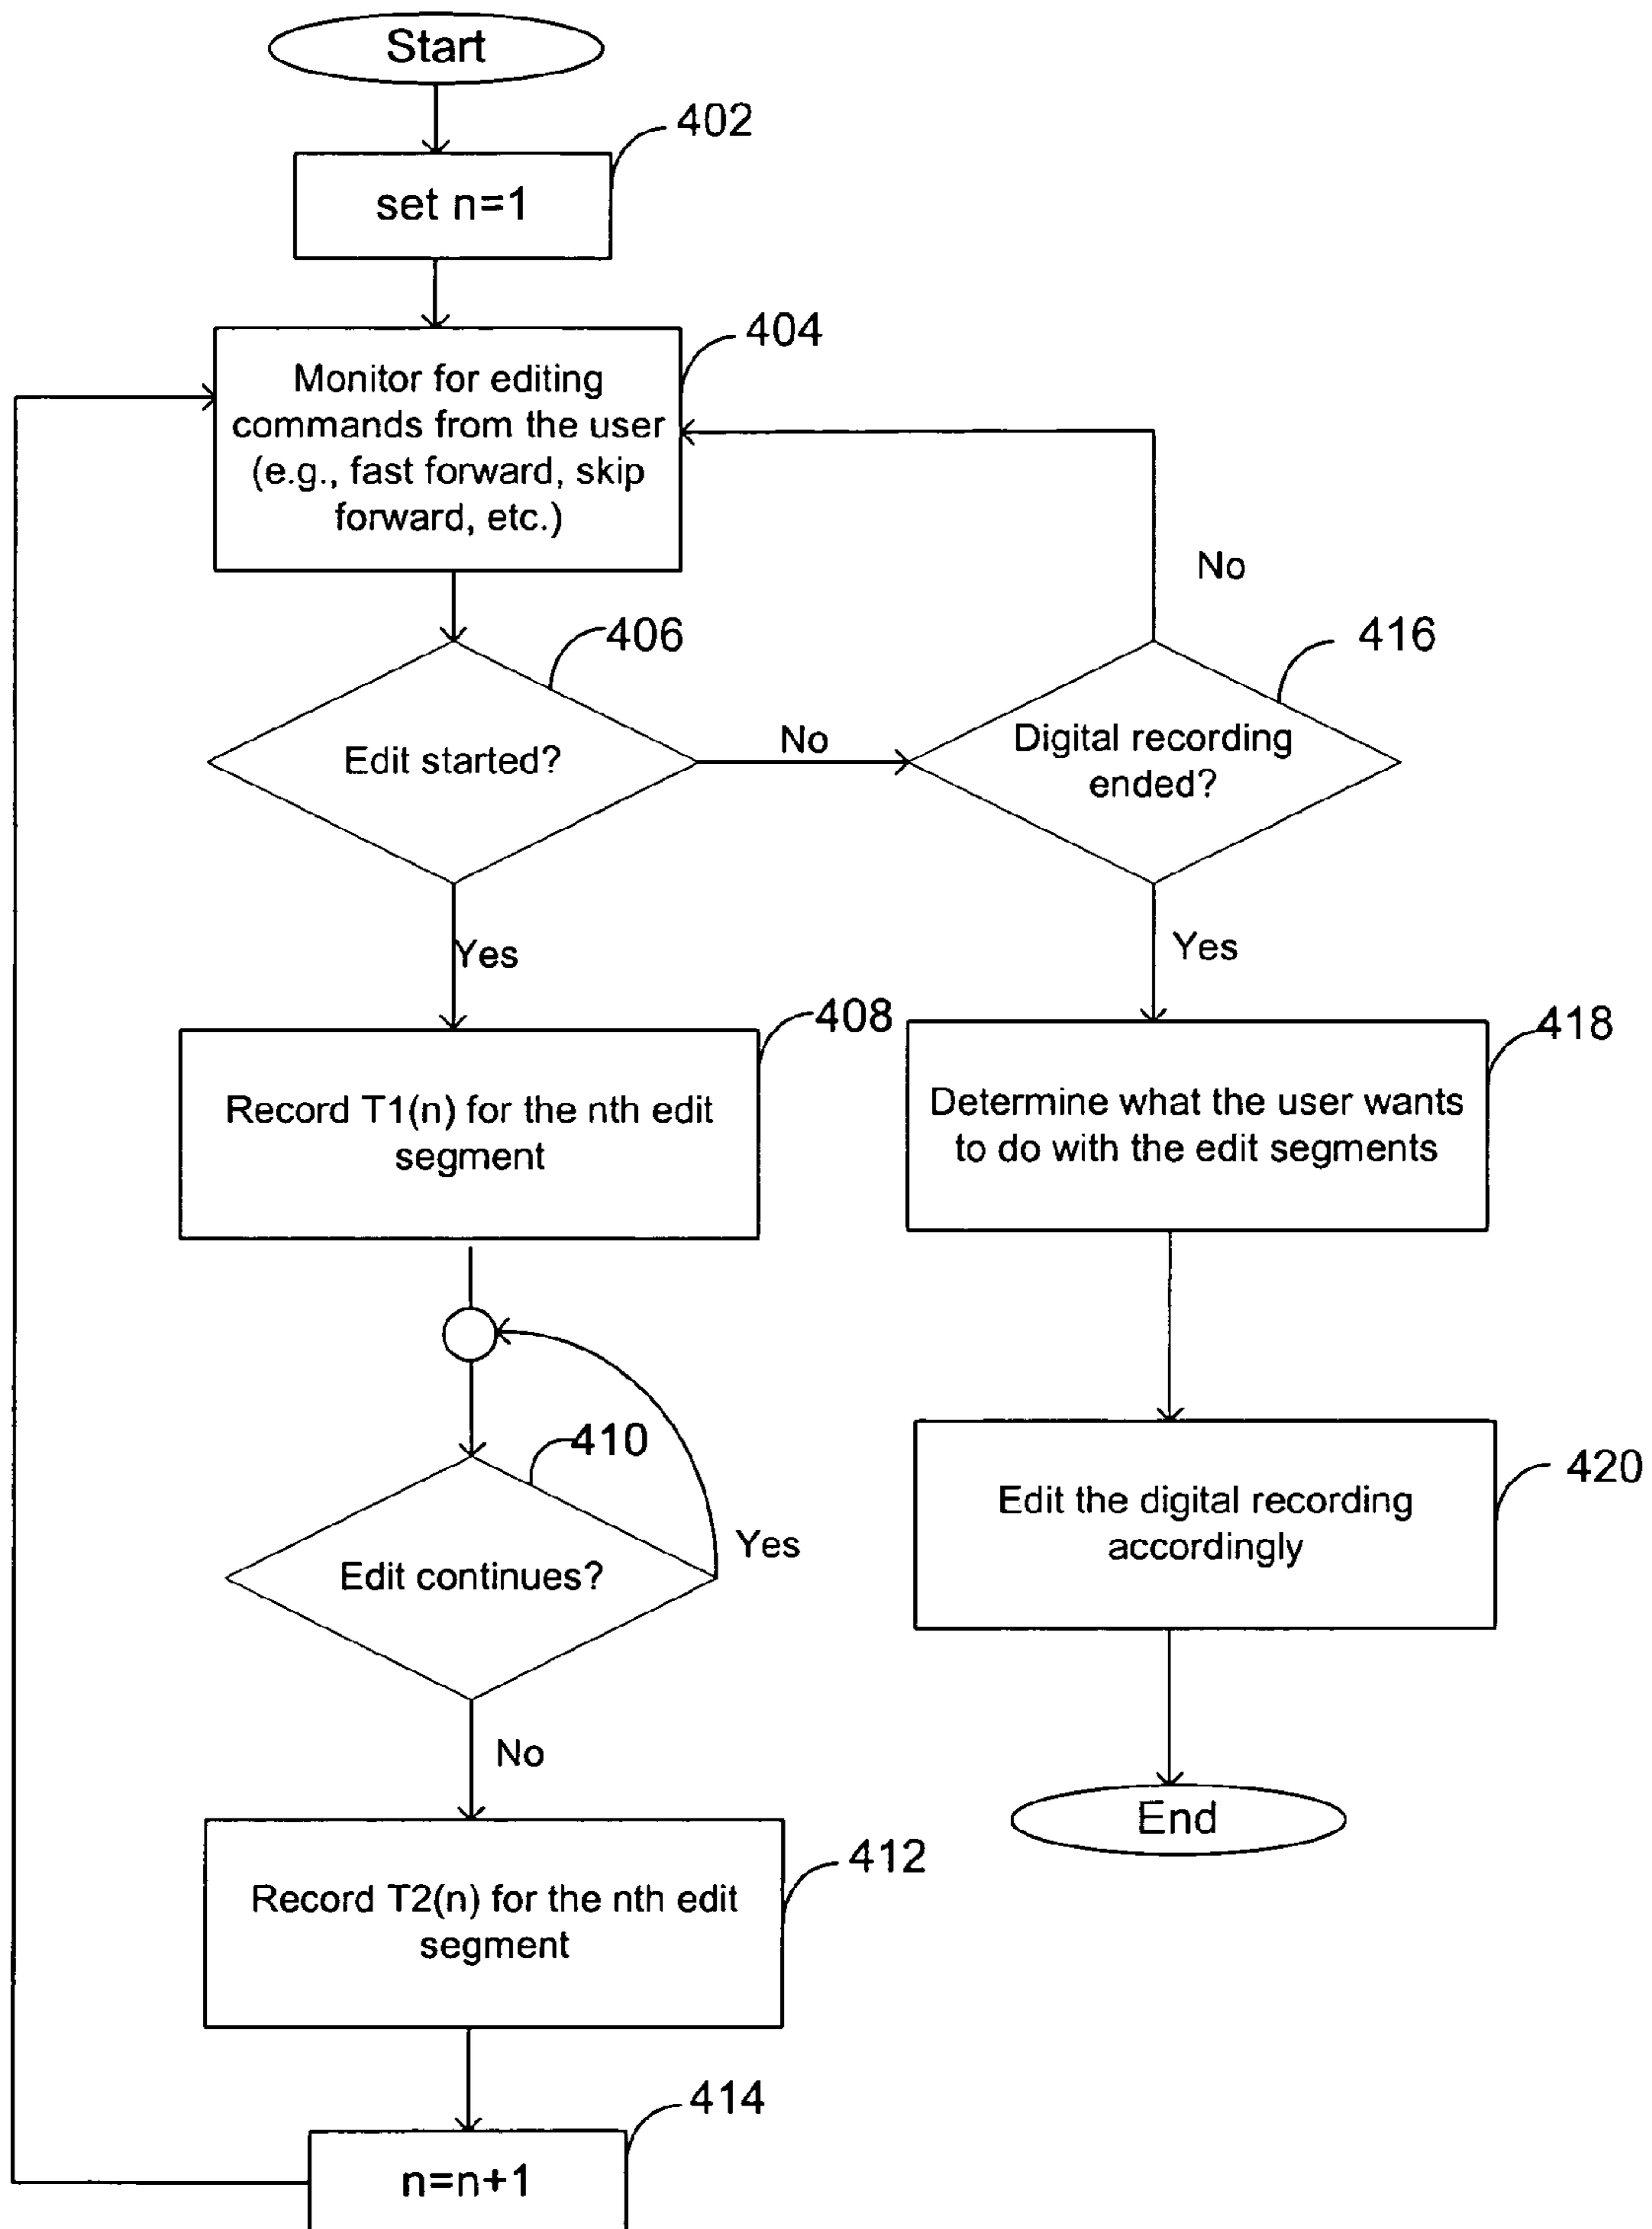 Start
402
set n=1
404
Monitor for editing
commands from the user
(e.g., fast forward, skip
forward, etc.)
No
406
416
Edit started?
No
Digital recording
ended?
Yes
Yes
408
418
Record T1(n) for the nth edit
segment
Determine what the user wants
to do with the edit segments
410
Edit continues?
Yes
420
Edit the digital recording
accordingly
No
End
412
Record T2(n) for the nth edit
segment
414
n=n+1